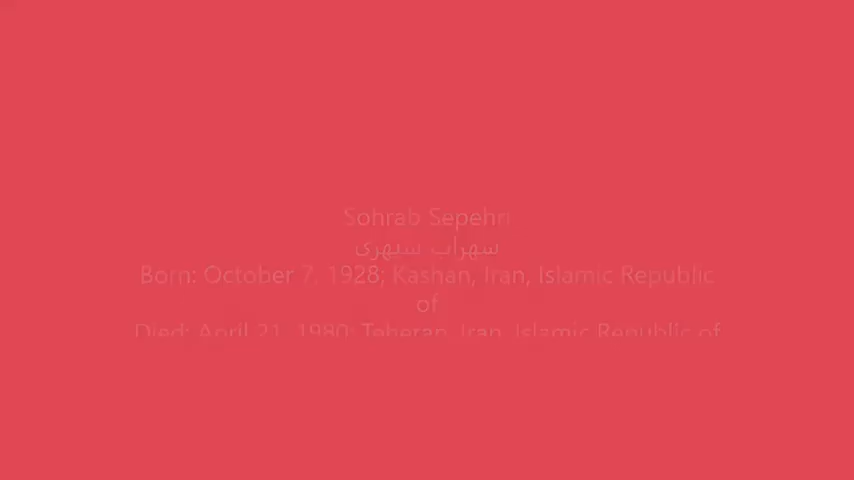 Sohrab Sepehri
سهراب سپهری
Born: October 7, 1928; Kashan, Iran, Islamic Republic
of
Died: April 21, 1980; Teheran, Iran, Islamic Republic of